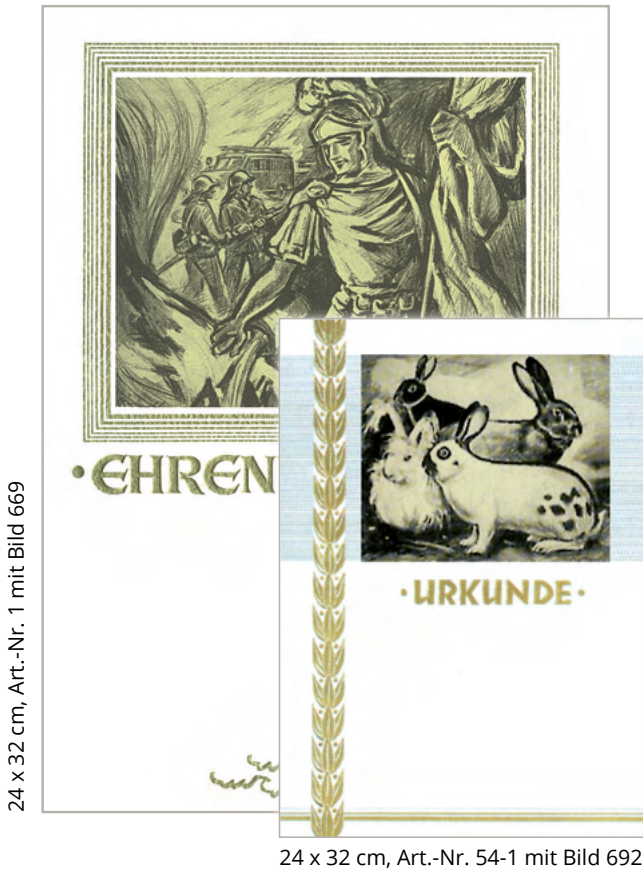 24 x 32 cm, Art.-Nr. 1 mit Bild 669
·EHREN
·URKUNDE·
24 x 32 cm, Art.-Nr. 54-1 mit Bild 692